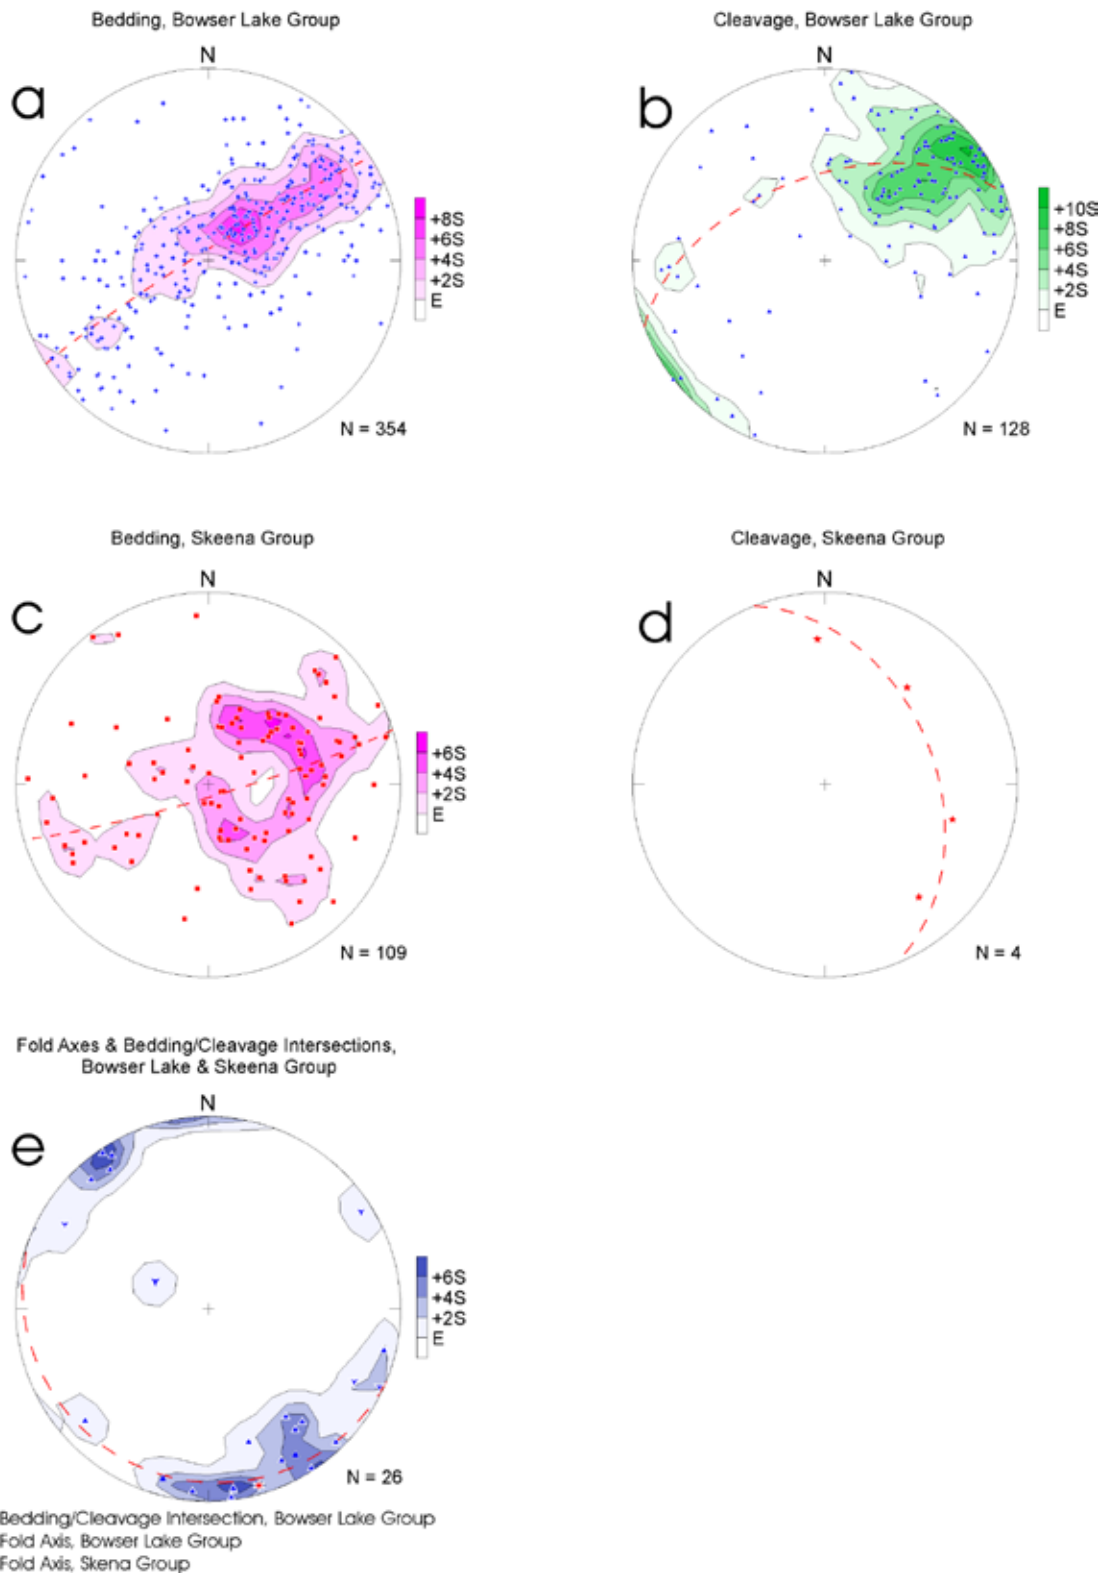 Bedding, Bowser Lake Group
N
a
+8S
+6S
+4S
+2S
E
N = 354
Cleavage, Bowser Lake Group
N
b
+10S
+8S
+6S
+4S
+2S
E
N = 128
Bedding, Skeena Group
N
c
+6S
+4S
+2S
E
N = 109
Cleavage, Skeena Group
N
d
N = 4
Fold Axes & Bedding/Cleavage Intersections,
Bowser Lake & Skeena Group
N
e
+6S
+4S
+2S
E
N = 26
Bedding/Cleavage Intersection, Bowser Lake Group
Fold Axis, Bowser Lake Group
Fold Axis, Skena Group